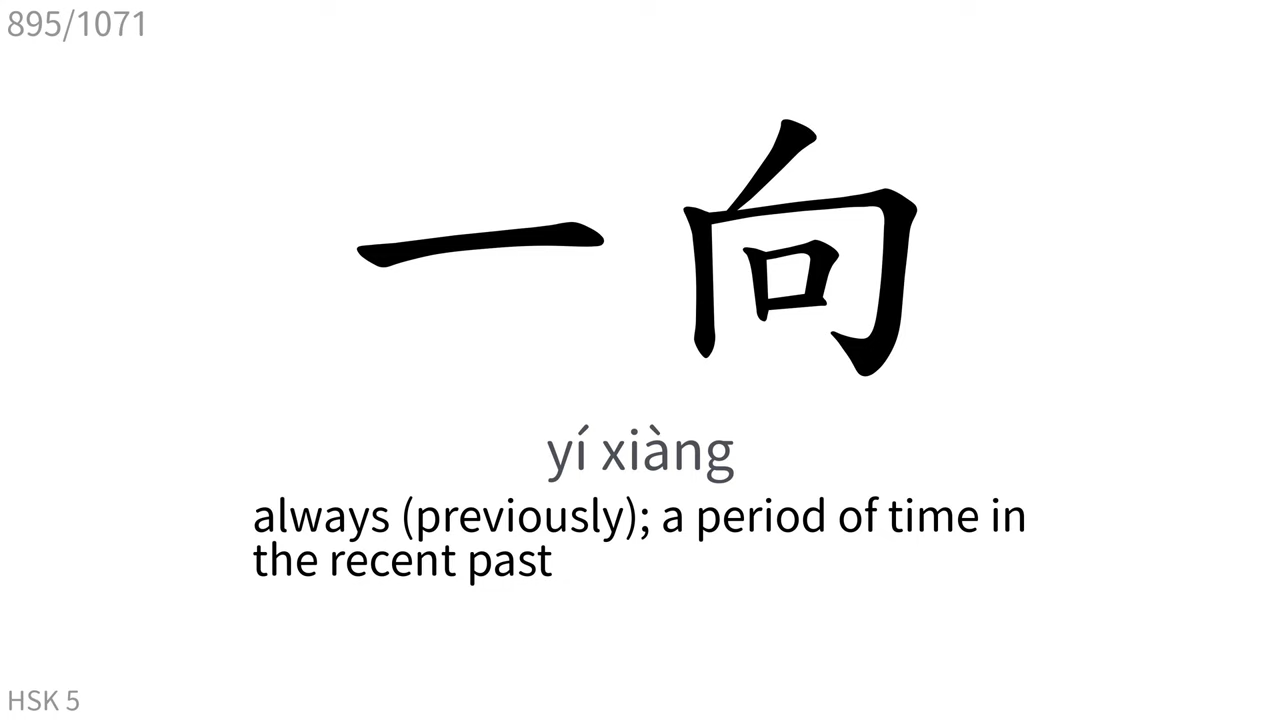 895/1071
一向
yí xiàng
always (previously); a period of time in
the recent past
HSK 5